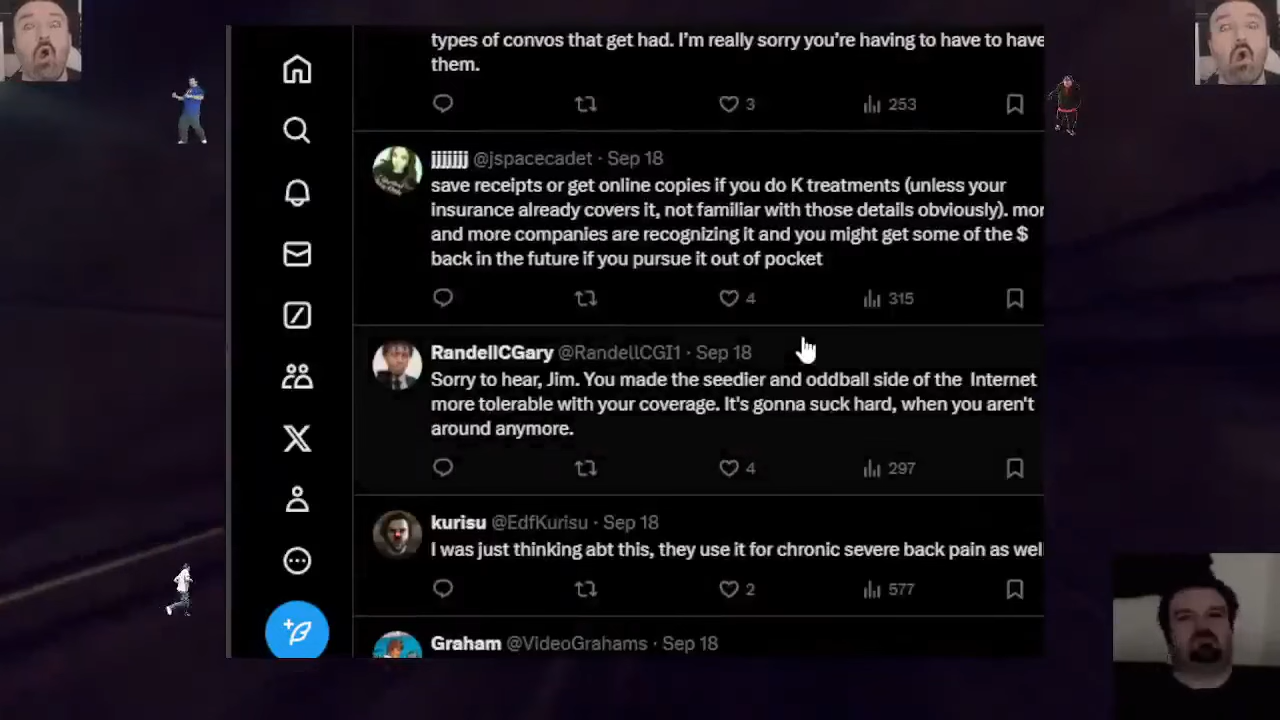 types of convos that get had. I'm really sorry you're having to have to have
them.
3 253
jjjjjjj @jspacecadet · Sep 18
save receipts or get online copies if you do K treatments (unless your
insurance already covers it, not familiar with those details obviously). mor
and more companies are recognizing it and you might get some of the $
back in the future if you pursue it out of pocket
4 315
RandellCGary @RandellCGI1 · Sep 18
Sorry to hear, Jim. You made the seedier and oddball side of the Internet
more tolerable with your coverage. It's gonna suck hard, when you aren't
around anymore.
4 297
kurisu @EdfKurisu · Sep 18
I was just thinking abt this, they use it for chronic severe back pain as wel
2 577
Graham @VideoGrahams · Sep 18